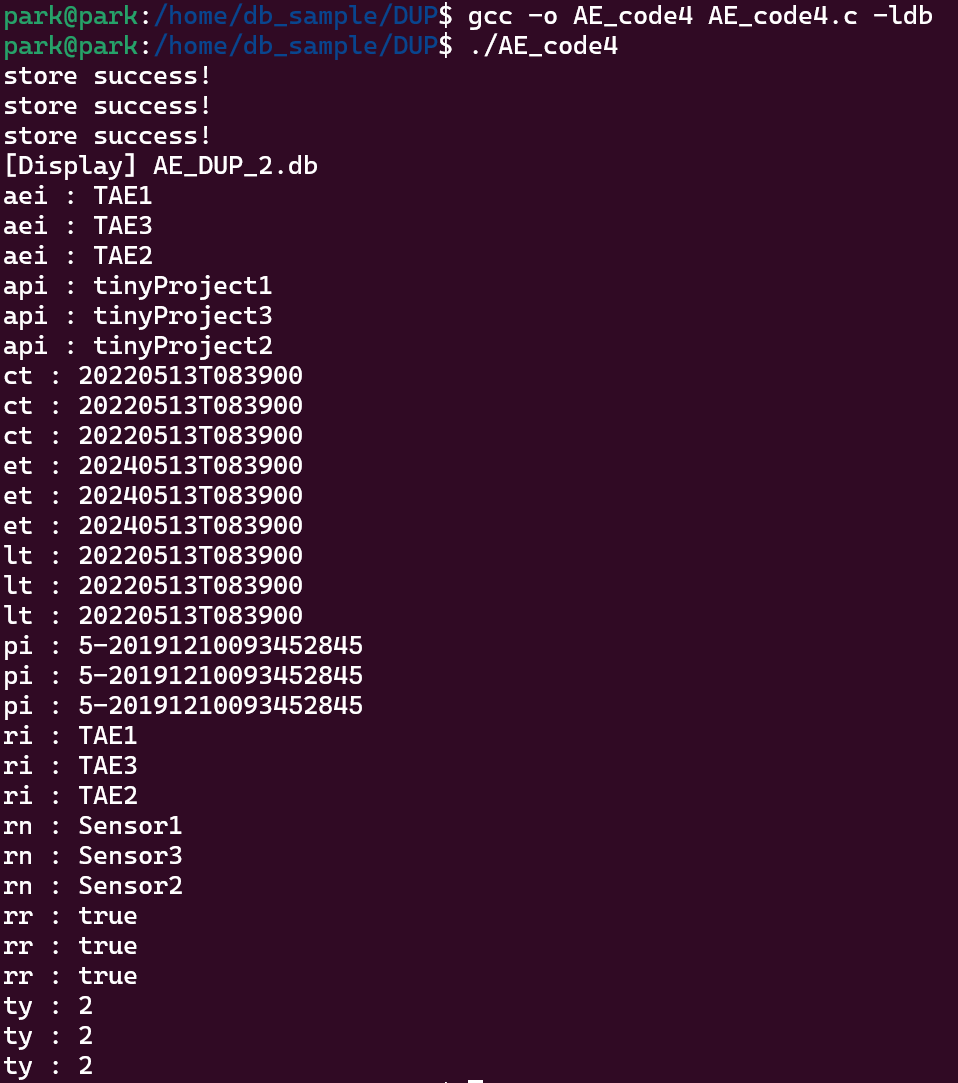 park@park:/home/db_sample/DUP$ gcc -o AE_code4 AE_code4.c -ldb
park@park:/home/db_sample/DUP$ ./AE_code4
store success!
store success!
store success!
[Display] AE_DUP_2.db
aei : TAE1
aei : TAE3
aei : TAE2
api : tinyProject1
api : tinyProject3
api : tinyProject2
ct : 20220513T083900
ct : 20220513T083900
ct : 20220513T083900
et : 20240513T083900
et : 20240513T083900
et : 20240513T083900
lt : 20220513T083900
lt : 20220513T083900
lt : 20220513T083900
pi : 5-20191210093452845
pi : 5-20191210093452845
pi : 5-20191210093452845
ri : TAE1
ri : TAE3
ri : TAE2
rn : Sensor1
rn : Sensor3
rn : Sensor2
rr : true
rr : true
rr : true
ty : 2
ty : 2
ty : 2